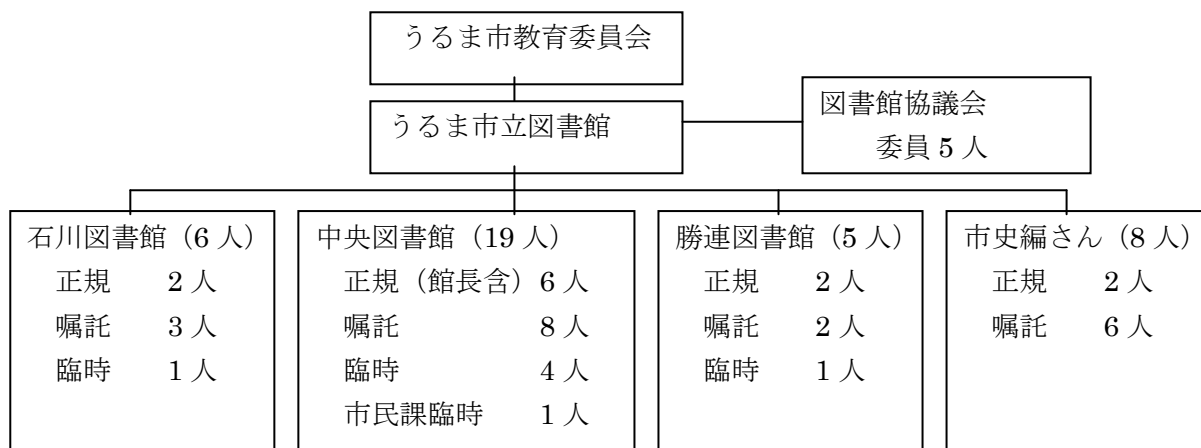 うるま市教育委員会
うるま市立図書館
図書館協議会
委員 5 人
石川図書館（6 人）
正規 2 人
嘱託 3 人
臨時 1 人
中央図書館（19 人）
正規（館長含）6 人
嘱託 8 人
臨時 4 人
市民課臨時 1 人
勝連図書館（5 人）
正規 2 人
嘱託 2 人
臨時 1 人
市史編さん（8 人）
正規 2 人
嘱託 6 人